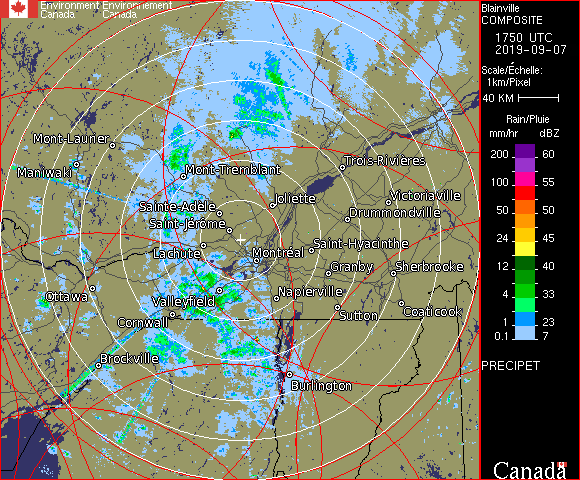 Environment Environnement
Canada Canada
Mont-Laurier
Maniwaki
Mont-Tremblant
Trois-Rivières
Sainte-Adèle
Joliette
Victoriaville
Drummondville
Saint-Jérôme
Lachute
Montréal
Saint-Hyacinthe
Granby
Sherbrooke
Ottawa
Valleyfield
Napierville
Cornwall
Sutton
Coaticook
Brockville
Burlington
Blainville
COMPOSITE
1750 UTC
2019-09-07
Scale/Échelle:
1km/Pixel
40 KM
Rain/Pluie
mm/hr dBZ
200 60
100 55
50 50
24 45
12 40
4 33
1 23
0.1 7
PRECIPET
Canada